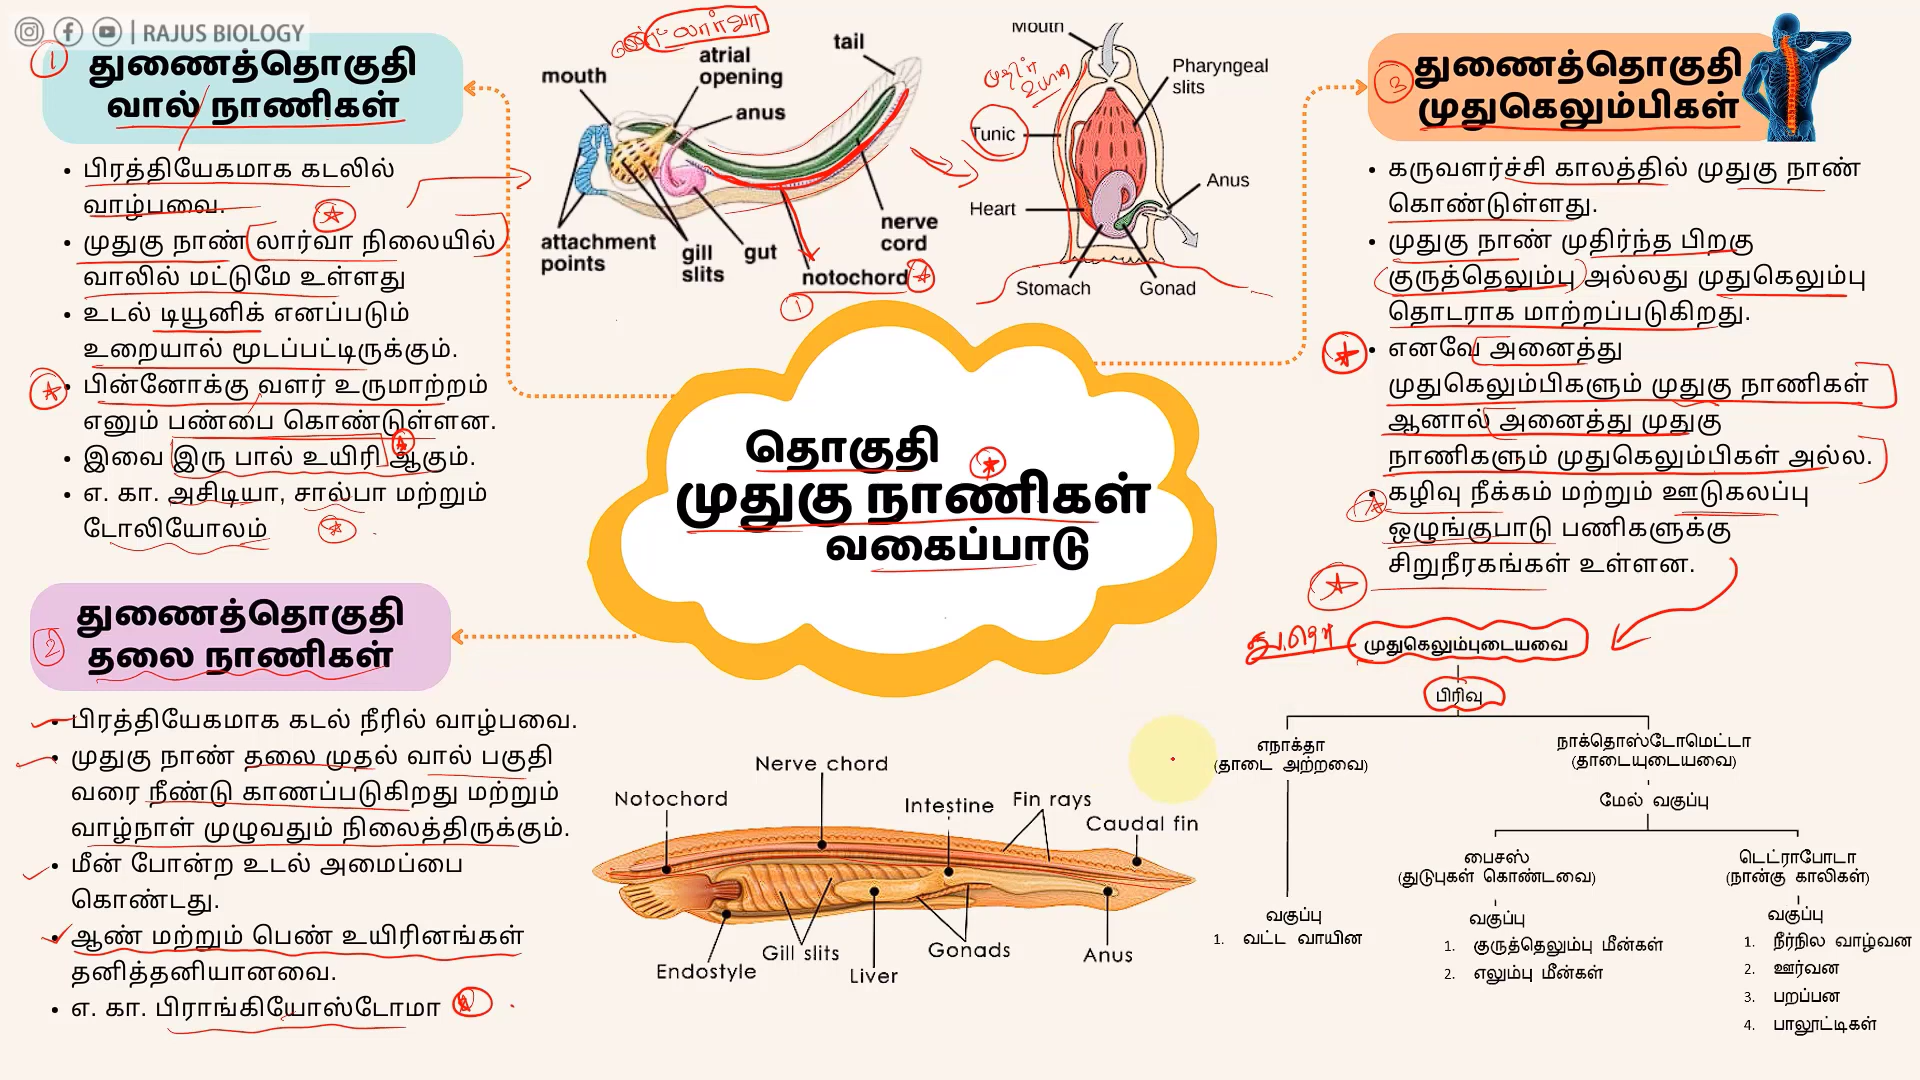 RAJUS BIOLOGY
துணைத்தொகுதி
வால் நாணிகள்
பிரத்தியேகமாக கடலில்
வாழ்பவை.
முதுகு நாண் லார்வா நிலையில்
வாலில் மட்டுமே உள்ளது
உடல் டியூனிக் எனப்படும்
உறையால் மூடப்பட்டிருக்கும்.
பின்னோக்கு வளர் உருமாற்றம்
எனும் பண்பை கொண்டுள்ளன.
இவை இரு பால் உயிரி ஆகும்.
எ. கா. அசிடியா, சால்பா மற்றும்
டோலியோலம்
லார்வா
mouth
atrial
opening
anus
tail
attachment
points
gill
slits
gut
nerve
cord
notochord
Mouth
Pharyngeal
slits
Tunic
Heart
Anus
Stomach
Gonad
துணைத்தொகுதி
முதுகெலும்பிகள்
கருவளர்ச்சி காலத்தில் முதுகு நாண்
கொண்டுள்ளது.
முதுகு நாண் முதிர்ந்த பிறகு
குருத்தெலும்பு அல்லது முதுகெலும்பு
தொடராக மாற்றப்படுகிறது.
எனவே அனைத்து
முதுகெலும்பிகளும் முதுகு நாணிகள்
ஆனால் அனைத்து முதுகு
நாணிகளும் முதுகெலும்பிகள் அல்ல.
கழிவு நீக்கம் மற்றும் ஊடுகலப்பு
ஒழுங்குபாடு பணிகளுக்கு
சிறுநீரகங்கள் உள்ளன.
தொகுதி
முதுகு நாணிகள்
வகைப்பாடு
துணைத்தொகுதி
தலை நாணிகள்
பிரத்தியேகமாக கடல் நீரில் வாழ்பவை.
முதுகு நாண் தலை முதல் வால் பகுதி
வரை நீண்டு காணப்படுகிறது மற்றும்
வாழ்நாள் முழுவதும் நிலைத்திருக்கும்.
மீன் போன்ற உடல் அமைப்பை
கொண்டது.
ஆண் மற்றும் பெண் உயிரினங்கள்
தனித்தனியானவை.
எ. கா. பிராங்கியோஸ்டோமா
Nerve chord
Notochord
Intestine
Fin rays
Caudal fin
Endostyle
Gill slits
Liver
Gonads
Anus
து.தொ
முதுகெலும்புடையவை
பிரிவு
எநாக்தா
(தாடை அற்றவை)
நாக்தொஸ்டோமெட்டா
(தாடையுடையவை)
மேல் வகுப்பு
பைசஸ்
(துடுபுகள் கொண்டவை)
டெட்ராபோடா
(நான்கு காலிகள்)
வகுப்பு
1. வட்ட வாயின
வகுப்பு
1. குருத்தெலும்பு மீன்கள்
2. எலும்பு மீன்கள்
வகுப்பு
1. நீர்நில வாழ்வன
2. ஊர்வன
3. பறப்பன
4. பாலூட்டிகள்